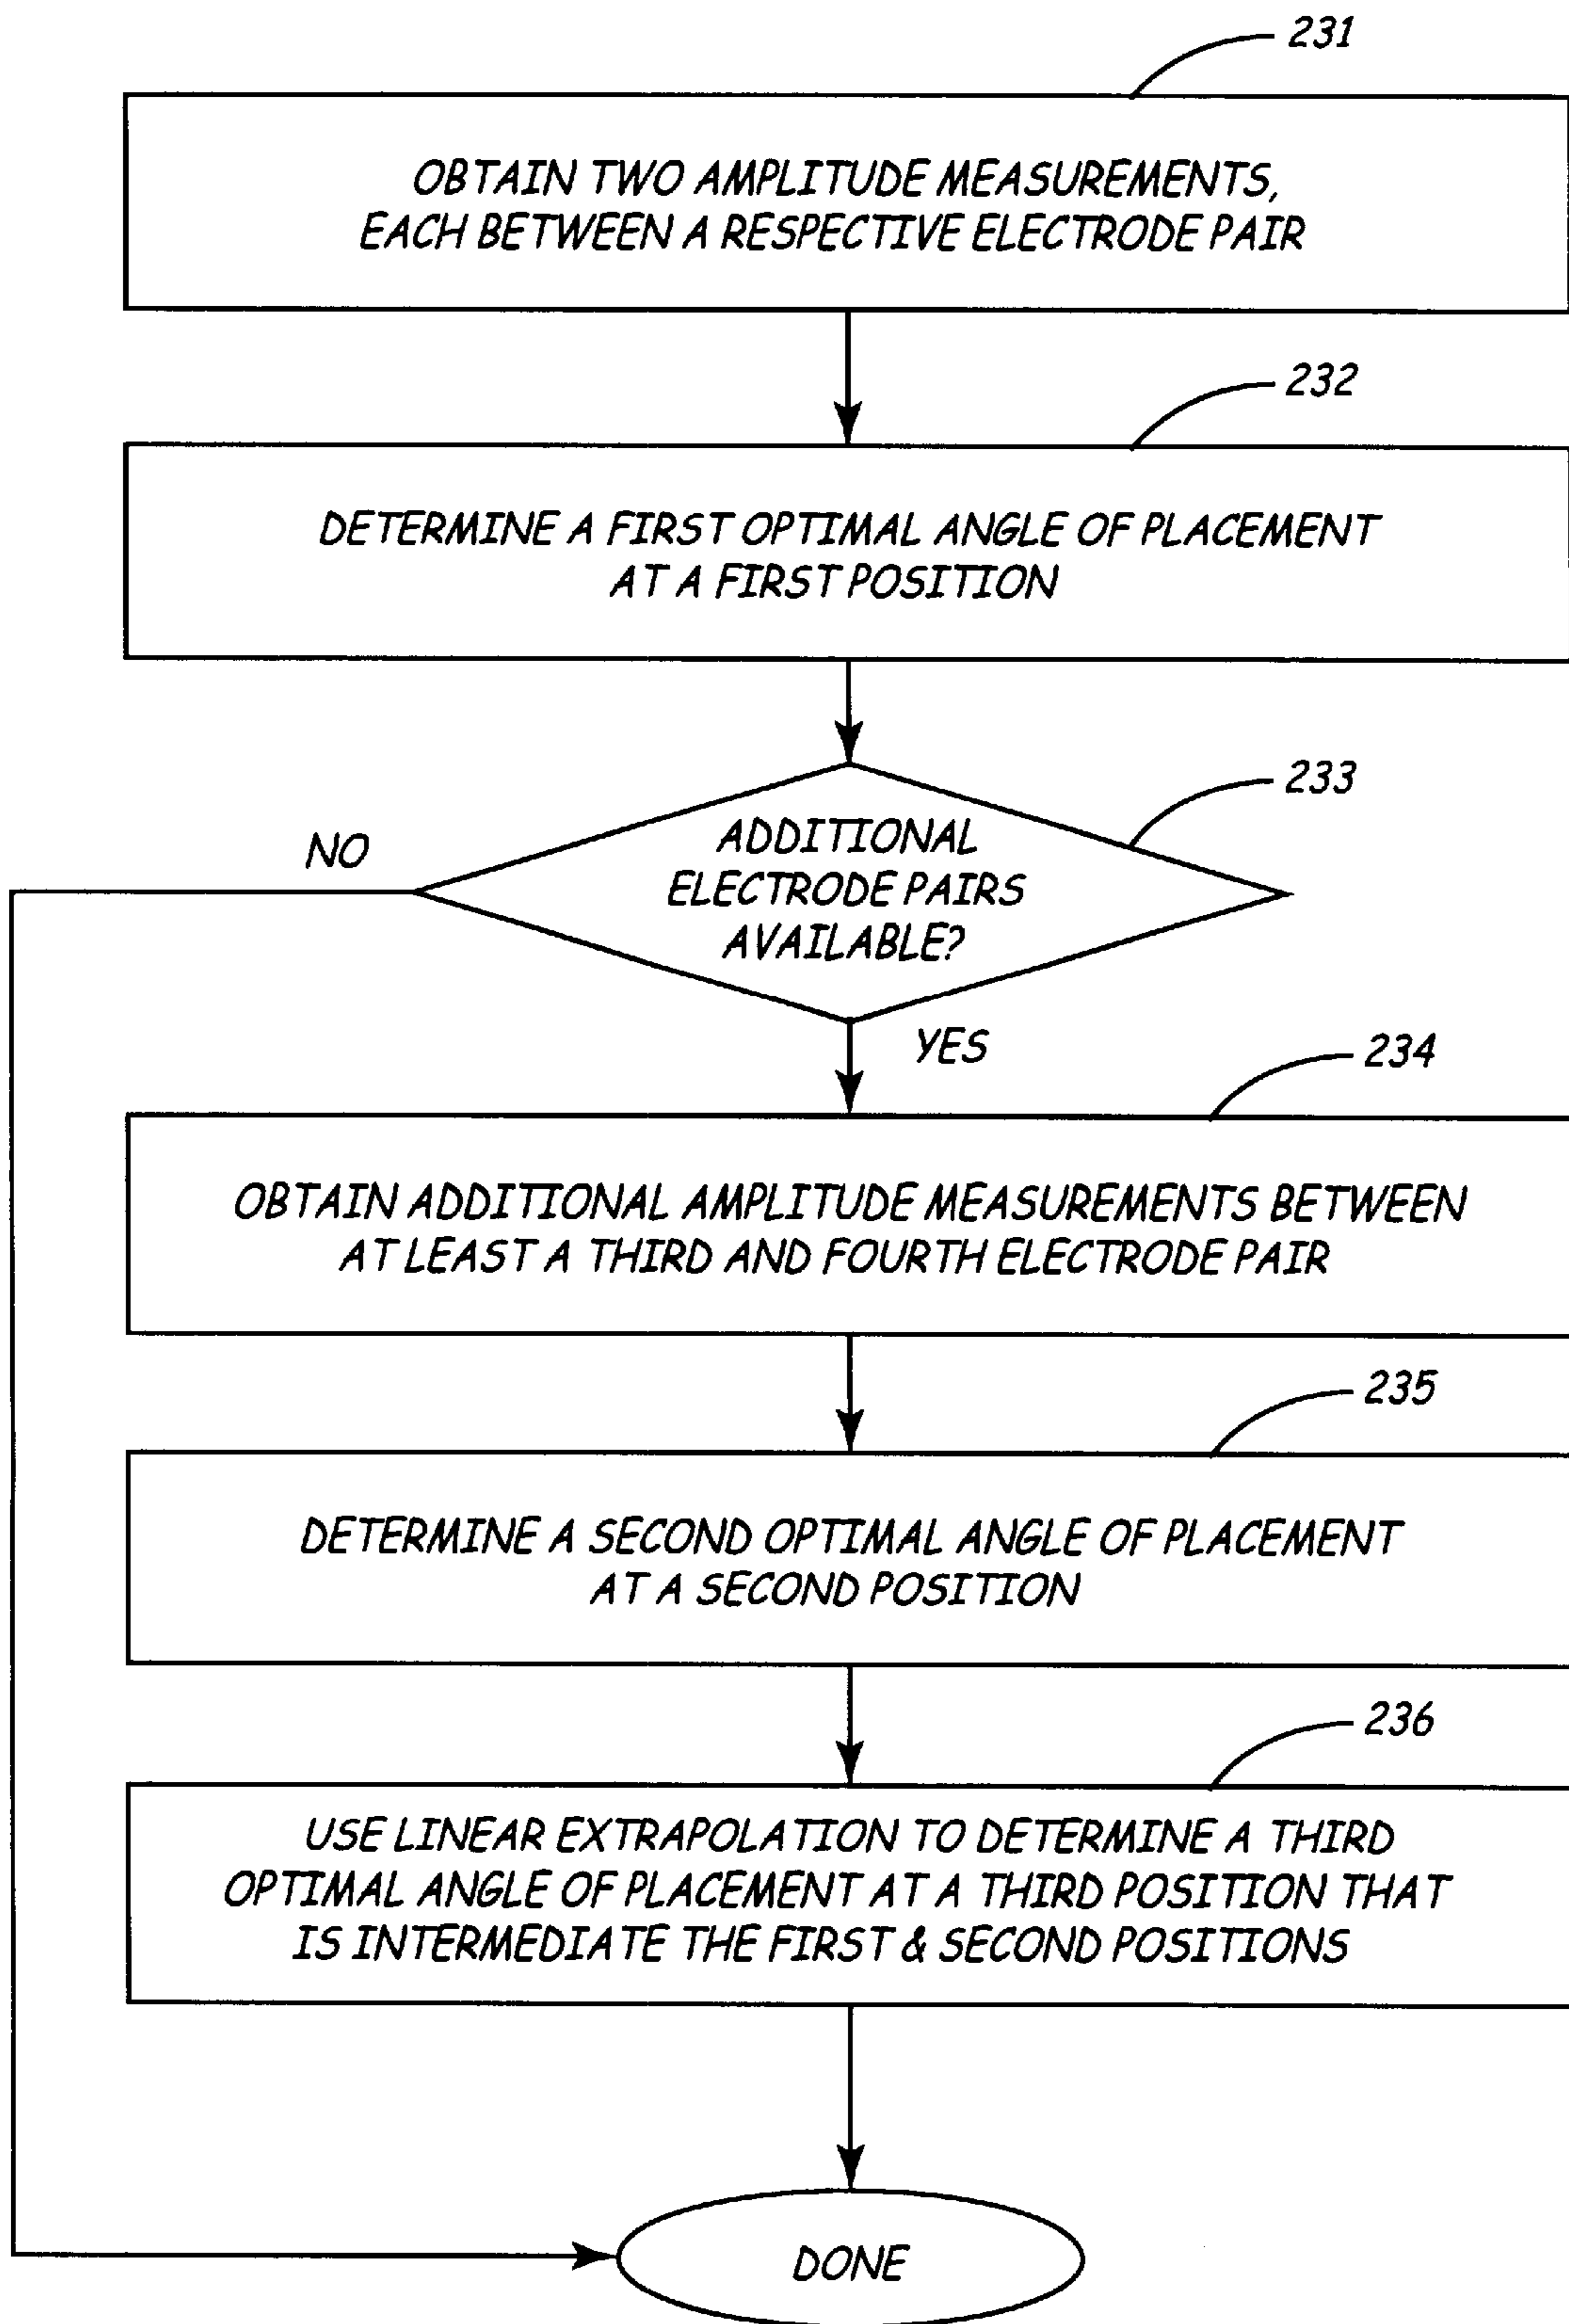 231
OBTAIN TWO AMPLITUDE MEASUREMENTS,
EACH BETWEEN A RESPECTIVE ELECTRODE PAIR
232
DETERMINE A FIRST OPTIMAL ANGLE OF PLACEMENT
AT A FIRST POSITION
233
NO
ADDITIONAL
ELECTRODE PAIRS
AVAILABLE?
YES
234
OBTAIN ADDITIONAL AMPLITUDE MEASUREMENTS BETWEEN
AT LEAST A THIRD AND FOURTH ELECTRODE PAIR
235
DETERMINE A SECOND OPTIMAL ANGLE OF PLACEMENT
AT A SECOND POSITION
236
USE LINEAR EXTRAPOLATION TO DETERMINE A THIRD
OPTIMAL ANGLE OF PLACEMENT AT A THIRD POSITION THAT
IS INTERMEDIATE THE FIRST & SECOND POSITIONS
DONE